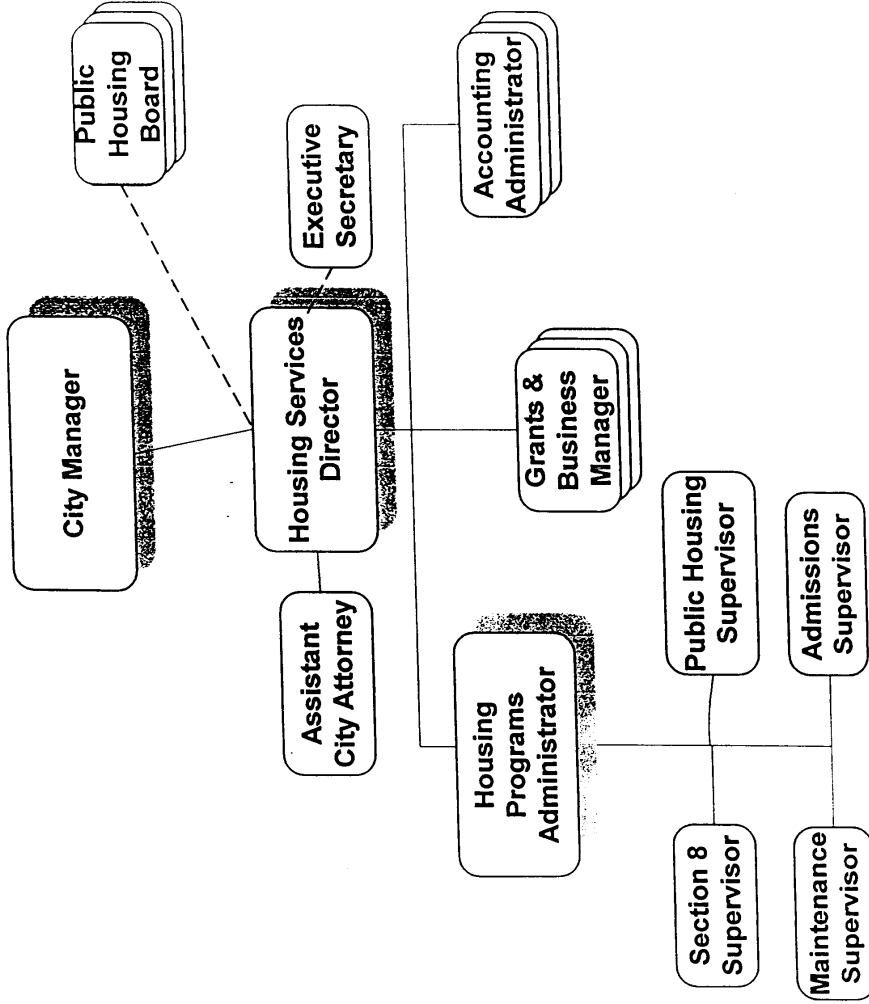 City Manager
Public
Housing
Board
Housing Services
Director
Executive
Secretary
Assistant
City Attorney
Housing
Programs
Administrator
Grants &
Business
Manager
Accounting
Administrator
Section 8
Supervisor
Public Housing
Supervisor
Maintenance
Supervisor
Admissions
Supervisor